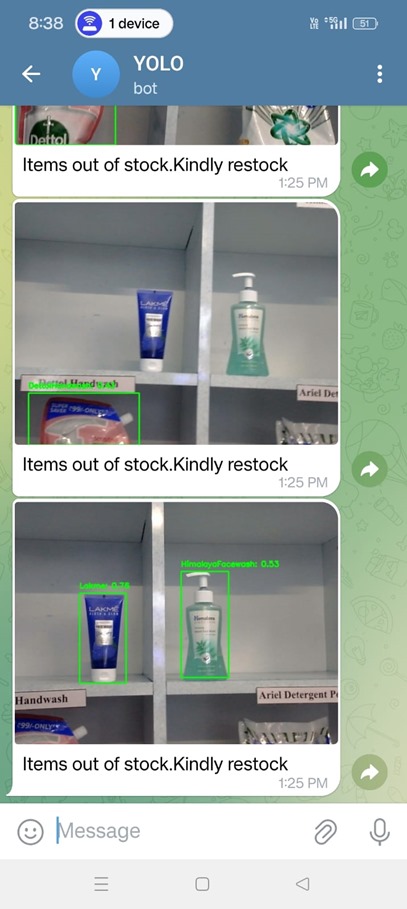 8:38
1 device
Vo
LTE
5G
51
Y
YOLO
bot
Dettol
Items out of stock.Kindly restock
1:25 PM
LAKMÉ
Himalaya
Dettol Handwash
Ariel Det
SUPER
SAVER
₹99/-ONLY
Items out of stock.Kindly restock
1:25 PM
HimalayaFacewash: 0.53
Lakme: 0.78
LAKMÉ
Himalaya
Handwash
Ariel Detergent Po
₹99/-ONLY
Items out of stock.Kindly restock
1:25 PM
Message